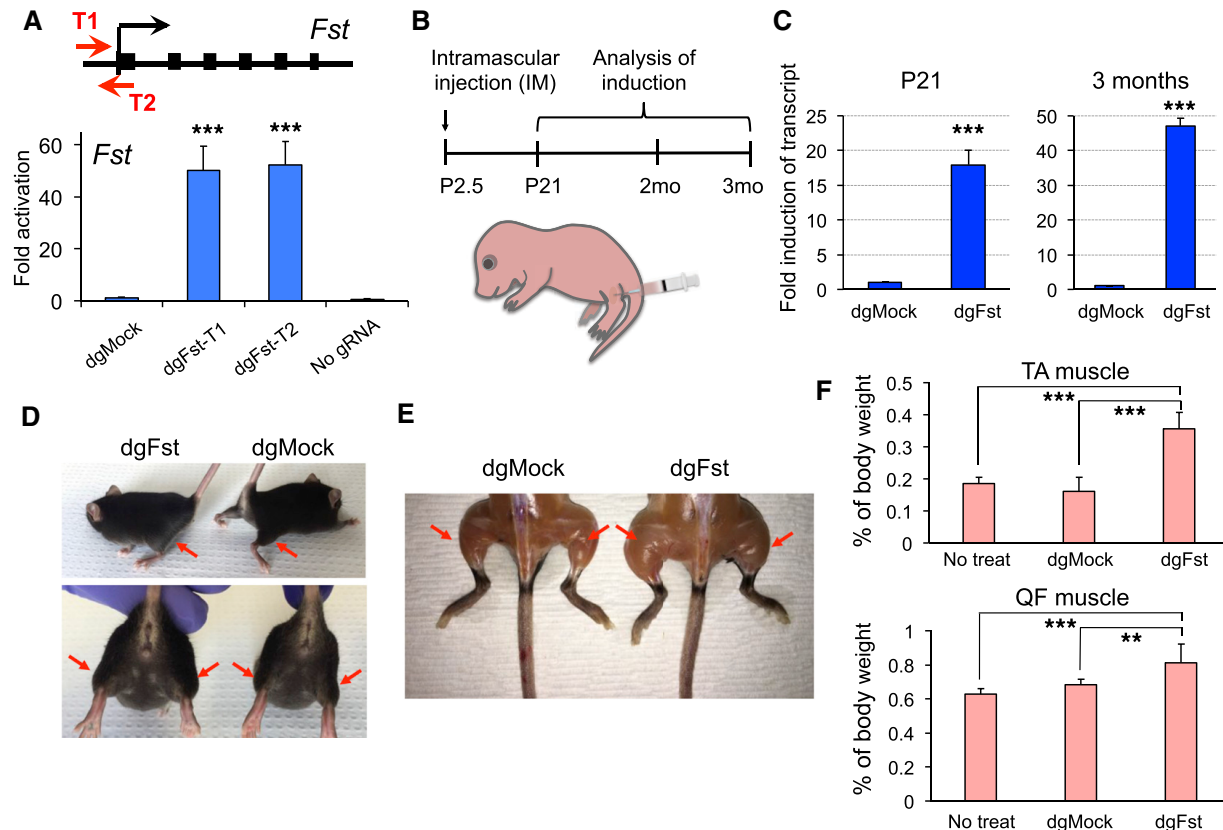 A
T1
Fst
T2
Fst
***
***
60
40
20
0
Fold activation
dgMock
dgFst-T1
dgFst-T2
No gRNA
B
Intramascular
injection (IM)
Analysis of
induction
P2.5
P21
2mo
3mo
C
P21
3 months
Fold induction of transcript
25
20
15
10
5
0
***
dgMock
dgFst
50
40
30
20
10
0
***
dgMock
dgFst
D
dgFst
dgMock
E
dgMock
dgFst
F
TA muscle
% of body weight
0.5
0.4
0.3
0.2
0.1
0
***
***
No treat
dgMock
dgFst
QF muscle
% of body weight
1
0.8
0.6
0.4
0.2
0
***
**
No treat
dgMock
dgFst